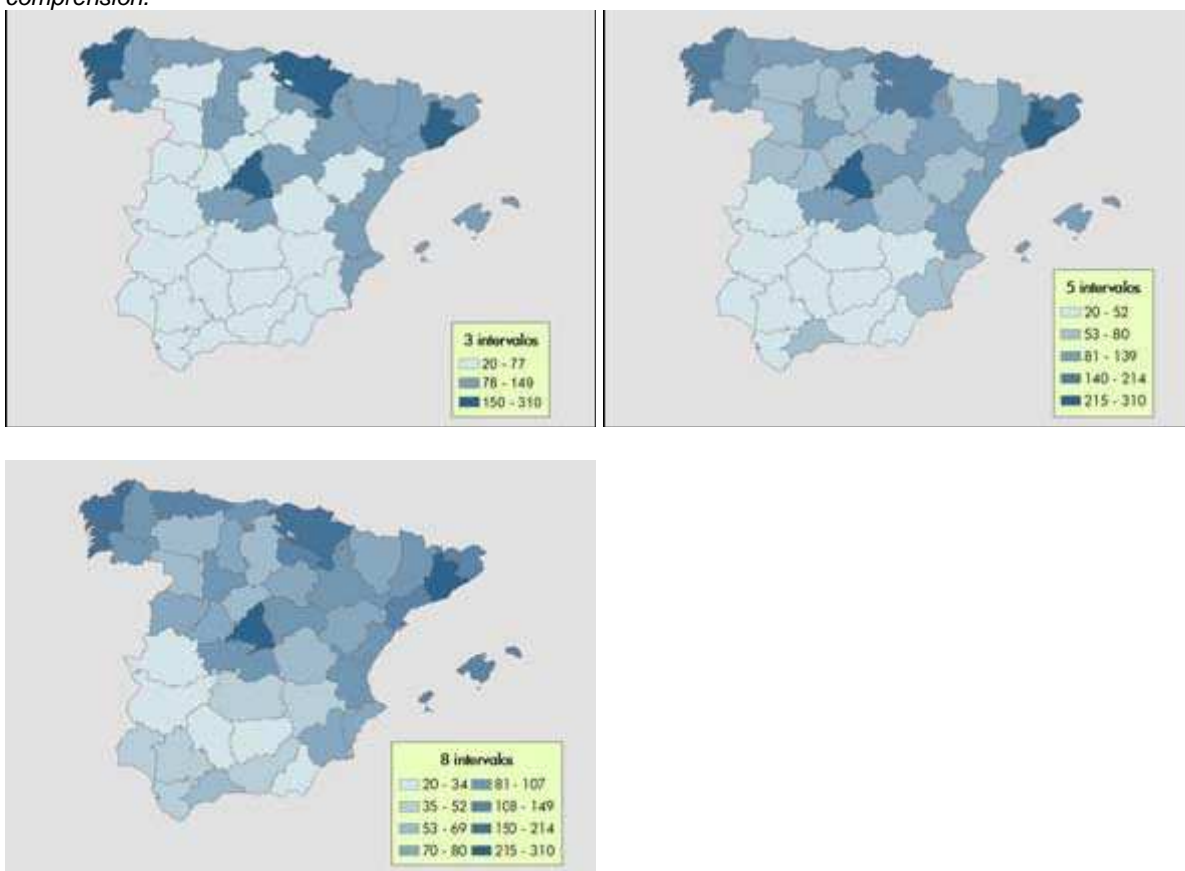 comprensión.
3 intervalos
20 - 77
78 - 149
150 - 310
5 intervalos
20 - 52
53 - 80
81 - 139
140 - 214
215 - 310
8 intervalos
20 - 34 81 - 107
35 - 52 108 - 149
53 - 69 150 - 214
70 - 80 215 - 310